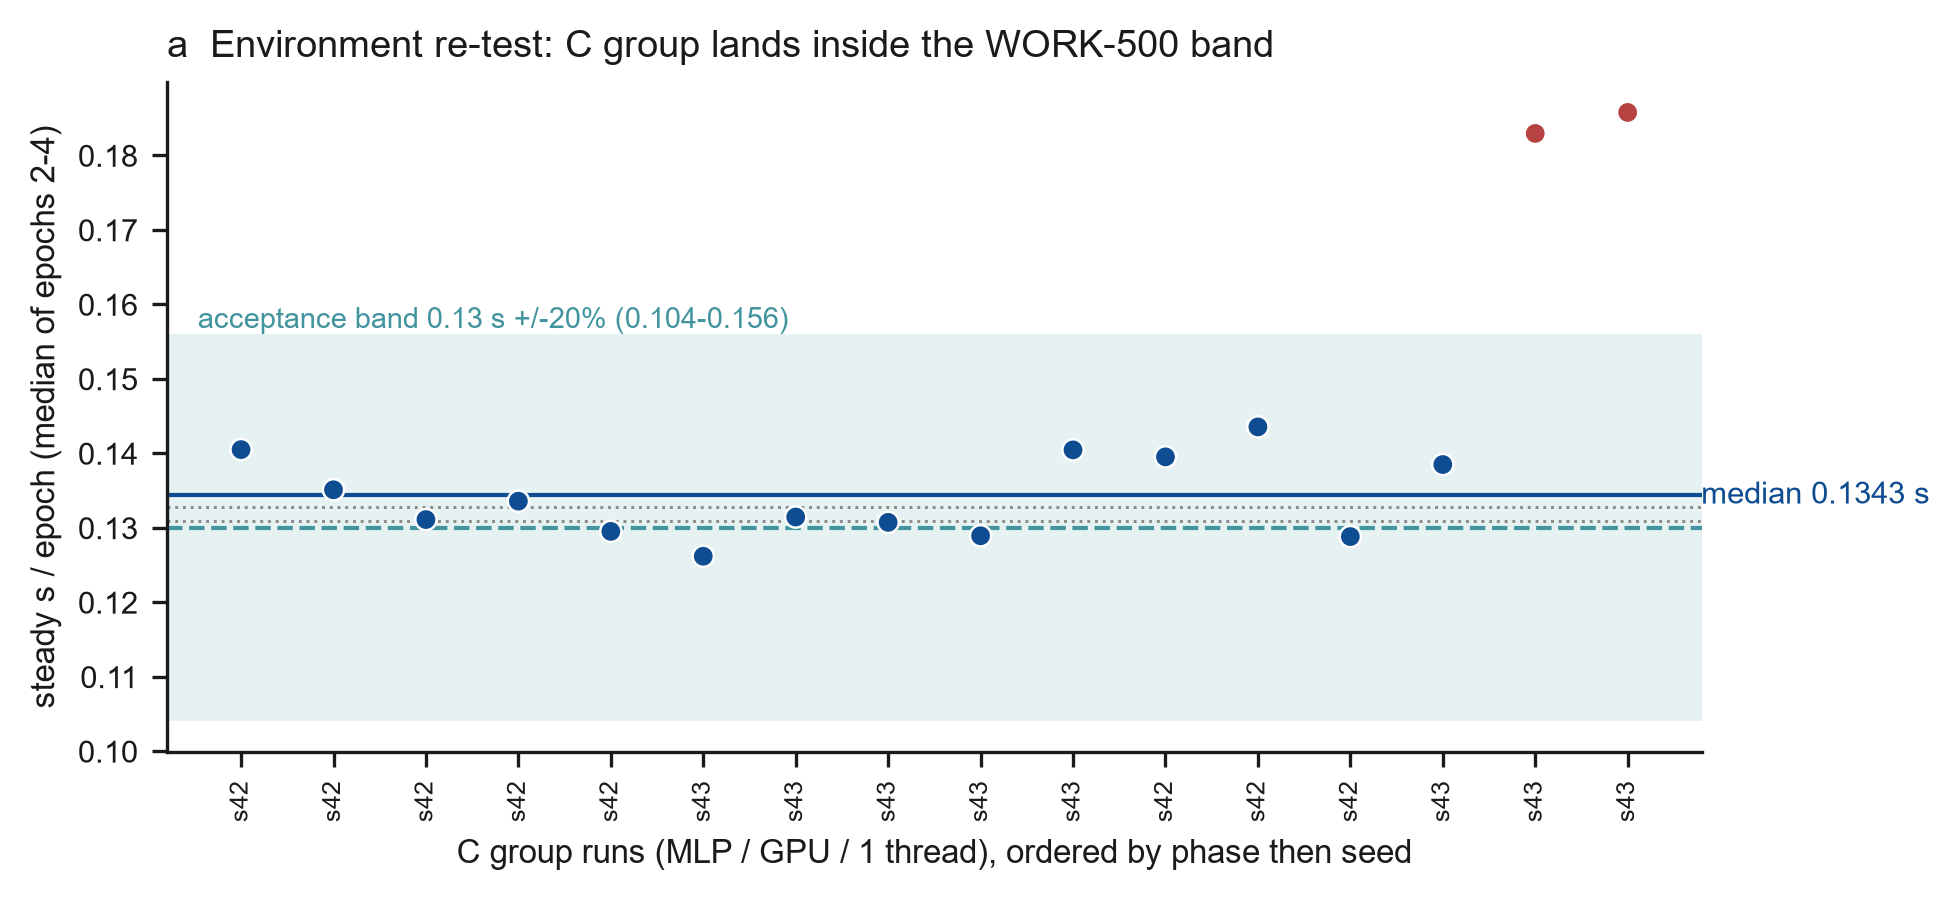 a Environment re-test: C group lands inside the WORK-500 band
steady s / epoch (median of epochs 2-4)
0.18
0.17
0.16
0.15
0.14
0.13
0.12
0.11
0.10
acceptance band 0.13 s +/-20% (0.104-0.156)
median 0.1343 s
s42
s42
s42
s42
s42
s43
s43
s43
s43
s43
s42
s42
s42
s43
s43
s43
C group runs (MLP / GPU / 1 thread), ordered by phase then seed